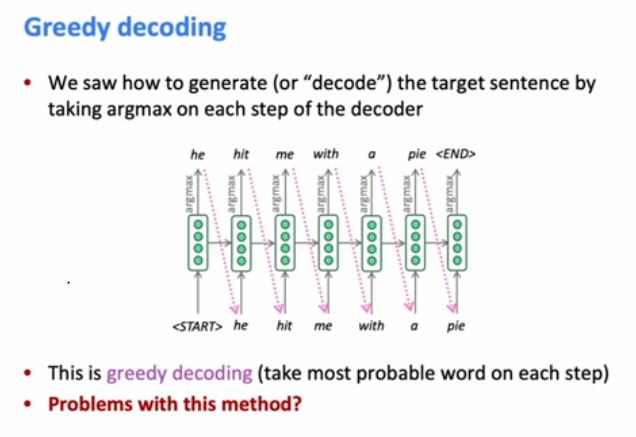 Greedy decoding
• We saw how to generate (or “decode”) the target sentence by
taking argmax on each step of the decoder
he hit me with a pie <END>
argmax argmax argmax argmax argmax argmax argmax
<START> he hit me with a pie
• This is greedy decoding (take most probable word on each step)
• Problems with this method?